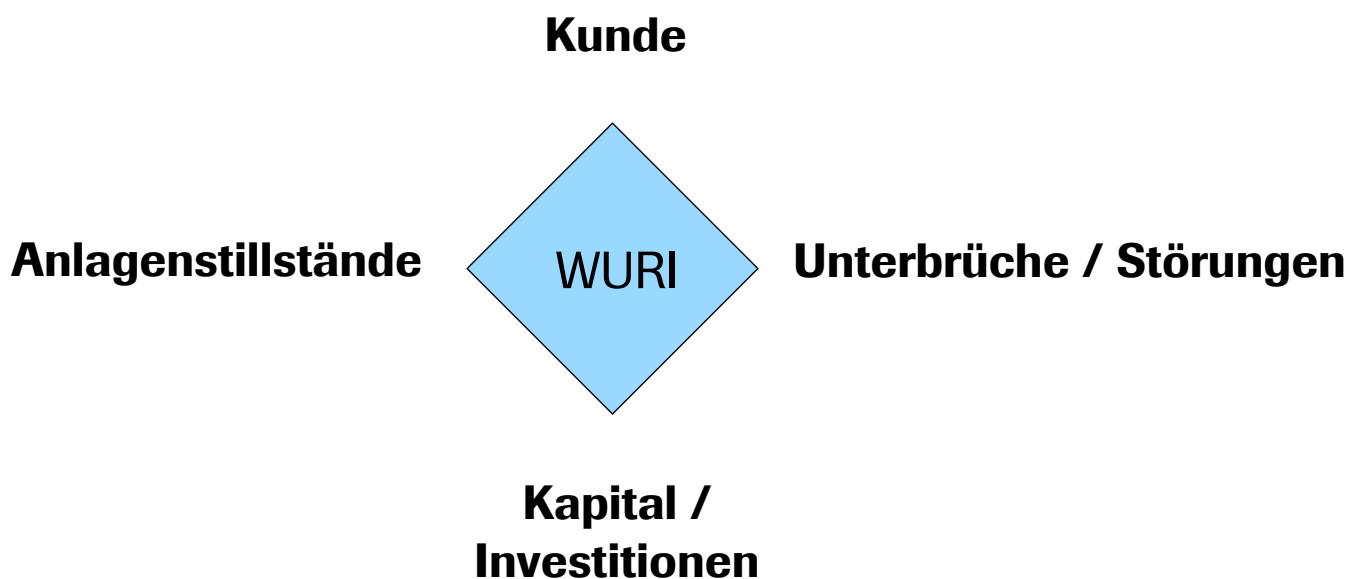 Kunde
Anlagenstillstände
WURI
Unterbrüche / Störungen
Kapital /
Investitionen